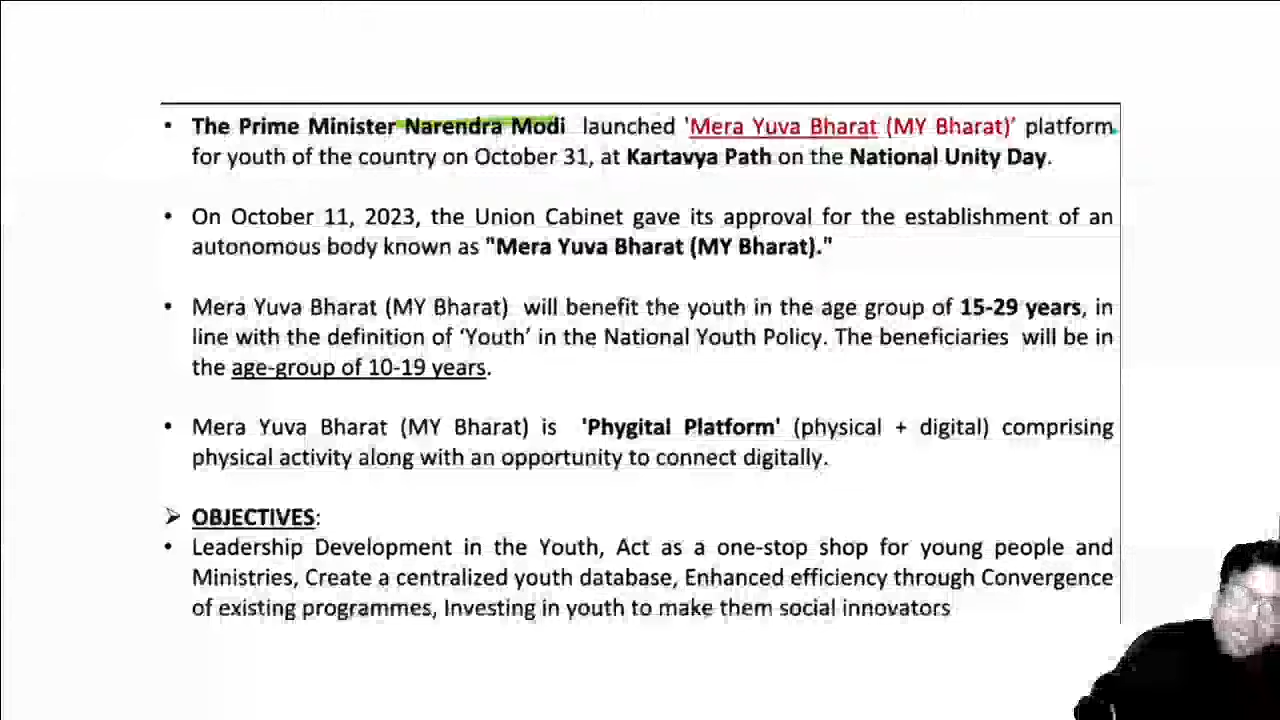 • The Prime Minister Narendra Modi launched 'Mera Yuva Bharat (MY Bharat)’ platform
for youth of the country on October 31, at Kartavya Path on the National Unity Day.
• On October 11, 2023, the Union Cabinet gave its approval for the establishment of an
autonomous body known as "Mera Yuva Bharat (MY Bharat)."
• Mera Yuva Bharat (MY Bharat) will benefit the youth in the age group of 15-29 years, in
line with the definition of ‘Youth’ in the National Youth Policy. The beneficiaries will be in
the age-group of 10-19 years.
• Mera Yuva Bharat (MY Bharat) is 'Phygital Platform' (physical + digital) comprising
physical activity along with an opportunity to connect digitally.
➢ OBJECTIVES:
• Leadership Development in the Youth, Act as a one-stop shop for young people and
Ministries, Create a centralized youth database, Enhanced efficiency through Convergence
of existing programmes, Investing in youth to make them social innovators